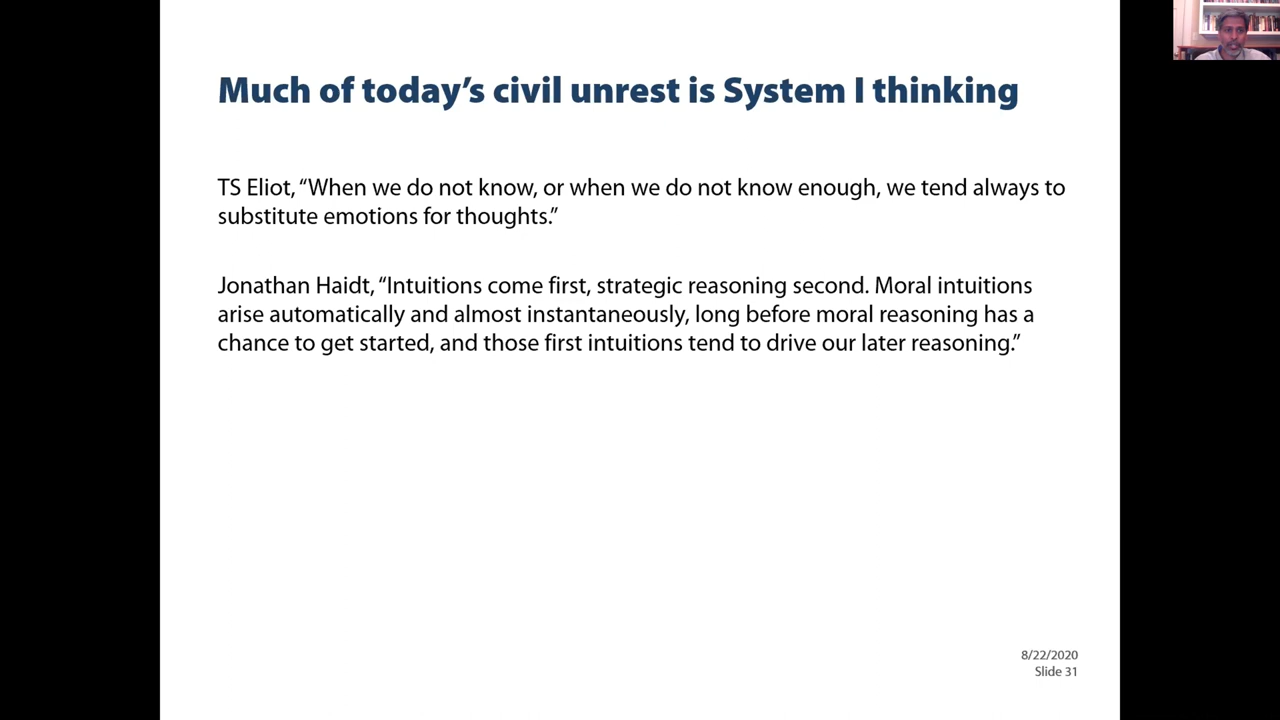 Much of today’s civil unrest is System I thinking
TS Eliot, “When we do not know, or when we do not know enough, we tend always to
substitute emotions for thoughts.”
Jonathan Haidt, “Intuitions come first, strategic reasoning second. Moral intuitions
arise automatically and almost instantaneously, long before moral reasoning has a
chance to get started, and those first intuitions tend to drive our later reasoning.”
8/22/2020
Slide 31